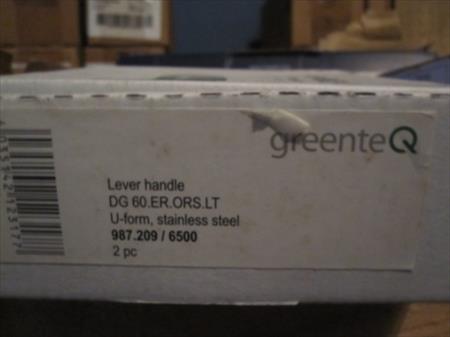 greenteQ
Lever handle
DG 60.ER.ORS.LT
U-form, stainless steel
987.209 / 6500
2 pc